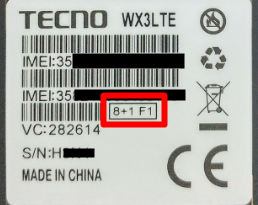 TECNO WX3LTE
IMEI:35
IMEI:35
8+1 F1
VC:282614
S/N:H
MADE IN CHINA
CE